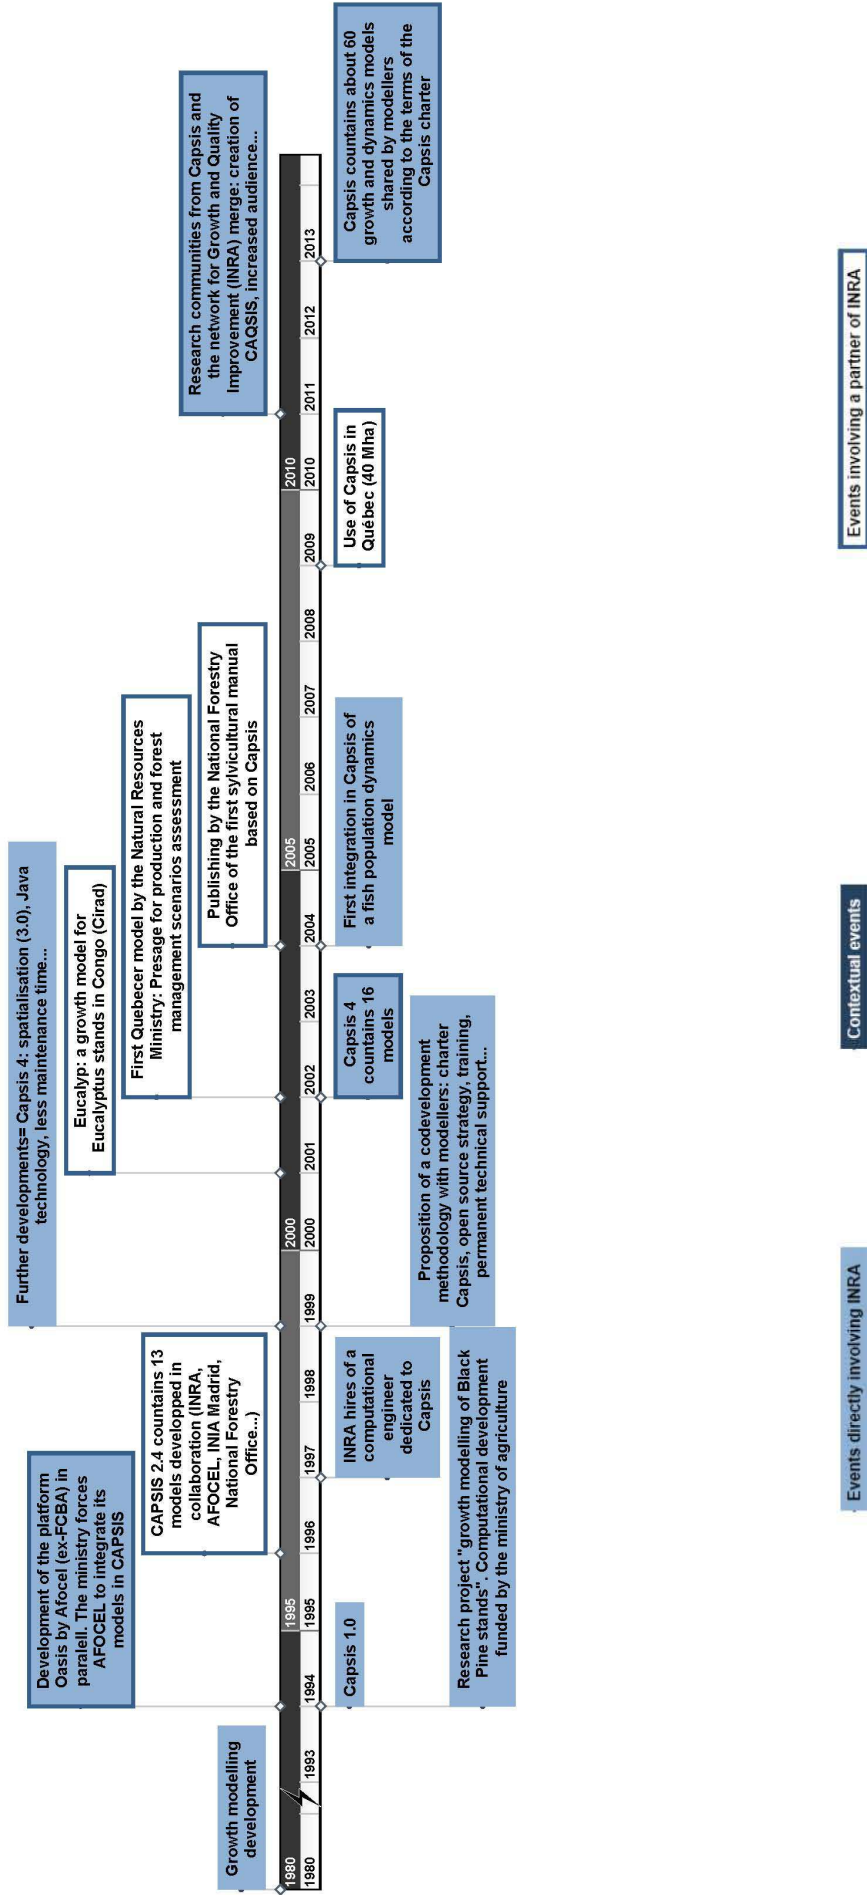 Growth modelling
development
Development of the platform
Oasis by Afocel (ex-FCBA) in
paralell. The ministry forces
AFOCEL to integrate its
models in CAPSIS
CAPSIS 2.4 countains 13
models developped in
collaboration (INRA,
AFOCEL, INIA Madrid,
National Forestry
Office...)
Further developments= Capsis 4: spatialisation (3.0), Java
technology, less maintenance time...
Eucalyp: a growth model for
Eucalyptus stands in Congo (Cirad)
First Quebecer model by the Natural Resources
Ministry: Presage for production and forest
management scenarios assessment
Publishing by the National Forestry
Office of the first sylvicultural manual
based on Capsis
Research communities from Capsis and
the network for Growth and Quality
Improvement (INRA) merge: creation of
CAQSIS, increased audience...
1980 1995 2000 2005 2010
1980 1993 1994 1995 1996 1997 1998 1999 2000 2001 2002 2003 2004 2005 2006 2007 2008 2009 2010 2011 2012 2013
Capsis 1.0
Research project "growth modelling of Black
Pine stands". Computational development
funded by the ministry of agriculture
INRA hires of a
computational
engineer
dedicated to
Capsis
Proposition of a codevelopment
methodology with modellers: charter
Capsis, open source strategy, training,
permanent technical support...
Capsis 4
countains 16
models
First integration in Capsis of
a fish population dynamics
model
Use of Capsis in
Québec (40 Mha)
Capsis countains about 60
growth and dynamics models
shared by modellers
according to the terms of the
Capsis charter
Events directly involving INRA
Contextual events
Events involving a partner of INRA